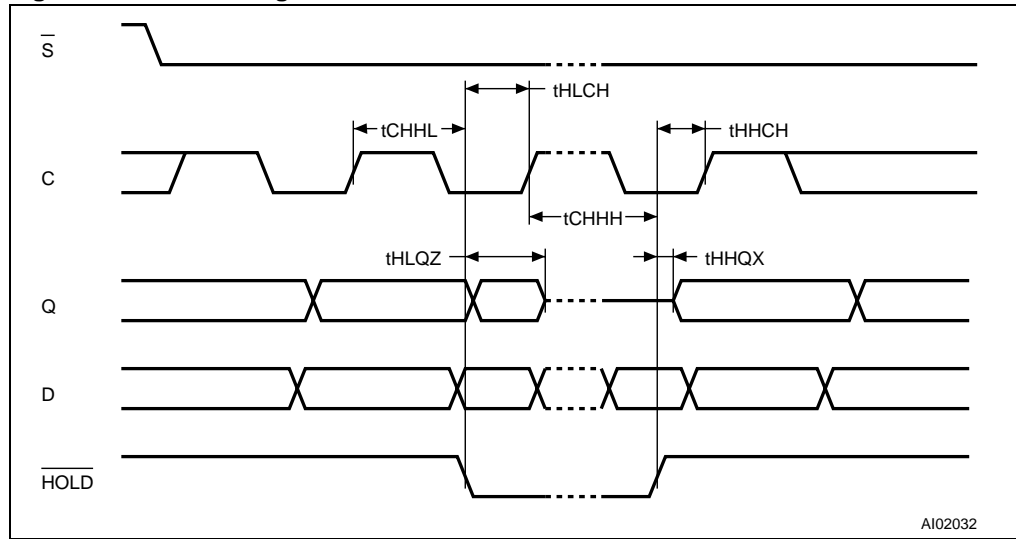 S
tHLCH
tCHHL
tHHCH
C
tCHHH
tHLQZ
tHHQX
Q
D
HOLD
AI02032